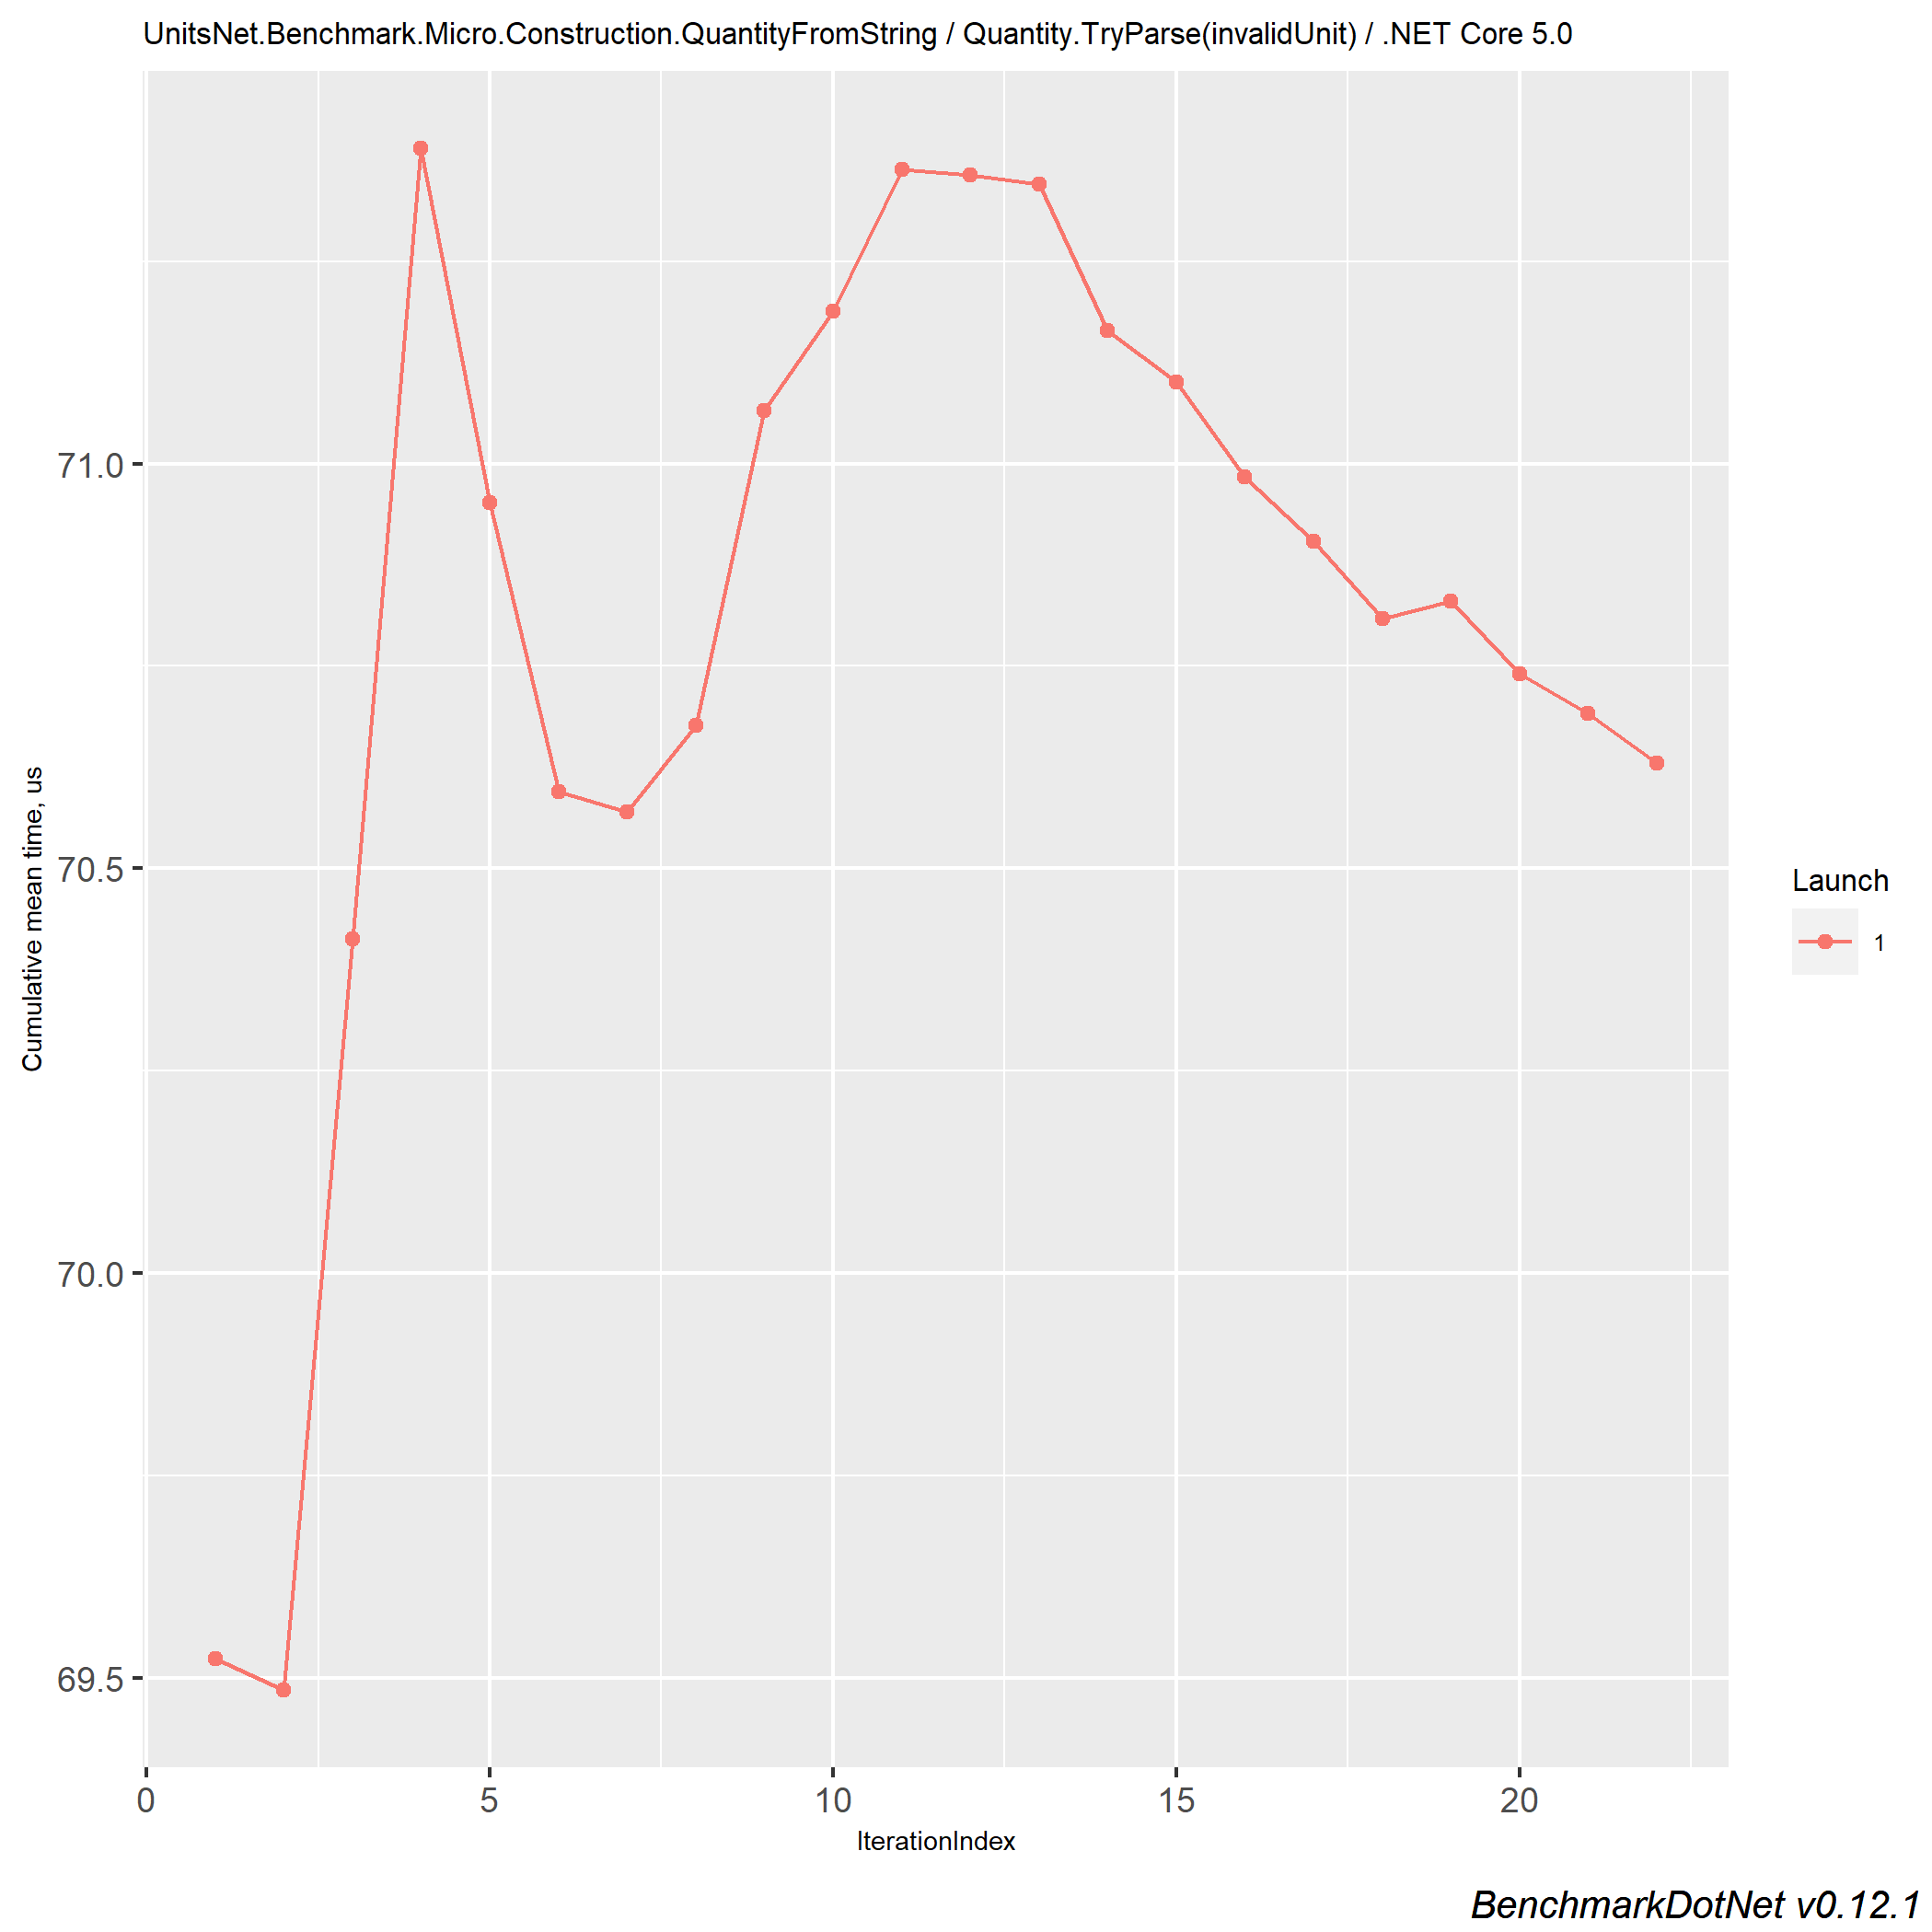 UnitsNet.Benchmark.Micro.Construction.QuantityFromString / Quantity.TryParse(invalidUnit) / .NET Core 5.0
71.0
70.5
70.0
69.5
Cumulative mean time, us
0 5 10 15 20
IterationIndex
Launch
1
BenchmarkDotNet v0.12.1